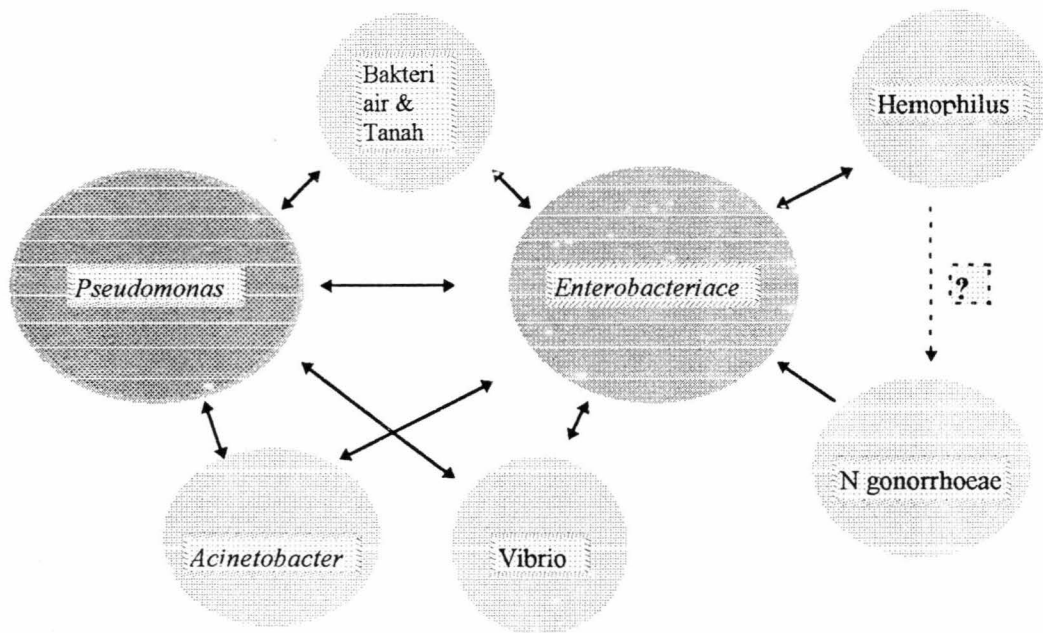 Bakteri
air &
Tanah
Hemophilus
Pseudomonas
Enterobacteriace
?
N gonorrhoeae
Acinetobacter
Vibrio